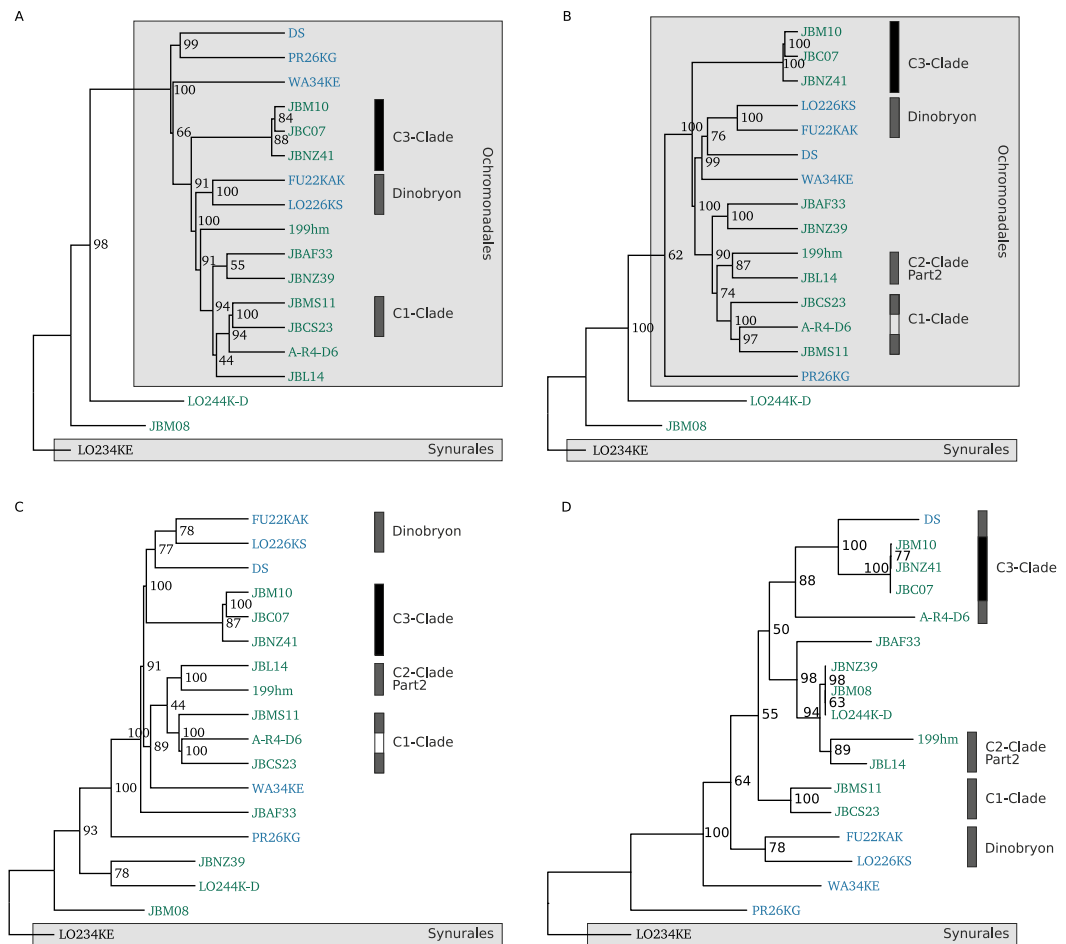 A
DS
99
PR26KG
100
WA34KE
66
JBM10
84
JBC07
88
JBNZ41
C3-Clade
91
FU22KAK
100
LO226KS
Dinobryon
100
199hm
91
JBAF33
55
JBNZ39
94
JBMS11
100
JBCS23
C1-Clade
94
A-R4-D6
44
JBL14
Ochromonadales
98
LO244K-D
JBM08
LO234KE
Synurales
B
JBM10
100
JBC07
100
JBNZ41
C3-Clade
100
LO226KS
100
FU22KAK
Dinobryon
76
DS
99
WA34KE
100
JBAF33
100
JBNZ39
90
199hm
87
JBL14
C2-Clade
Part2
74
JBCS23
100
A-R4-D6
97
JBMS11
C1-Clade
62
PR26KG
Ochromonadales
100
LO244K-D
JBM08
LO234KE
Synurales
C
FU22KAK
78
LO226KS
Dinobryon
77
DS
100
JBM10
100
JBC07
87
JBNZ41
C3-Clade
91
JBL14
100
199hm
C2-Clade
Part2
44
JBMS11
100
A-R4-D6
100
JBCS23
C1-Clade
100
89
WA34KE
JBAF33
100
PR26KG
93
JBNZ39
78
LO244K-D
JBM08
LO234KE
Synurales
D
DS
100
JBM10
77
JBNZ41
100
JBC07
C3-Clade
88
A-R4-D6
50
JBAF33
98
JBNZ39
98
JBM08
63
LO244K-D
94
199hm
89
JBL14
C2-Clade
Part2
55
JBMS11
100
JBCS23
C1-Clade
64
FU22KAK
78
LO226KS
Dinobryon
100
WA34KE
PR26KG
LO234KE
Synurales